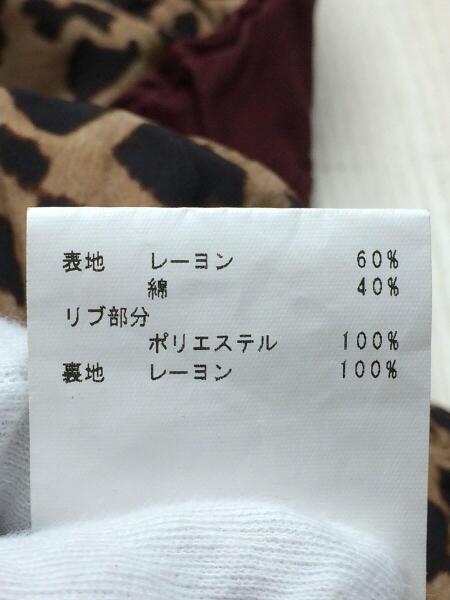 表地 レーヨン 60%
綿 40%
リブ部分
ポリエステル 100%
裏地 レーヨン 100%